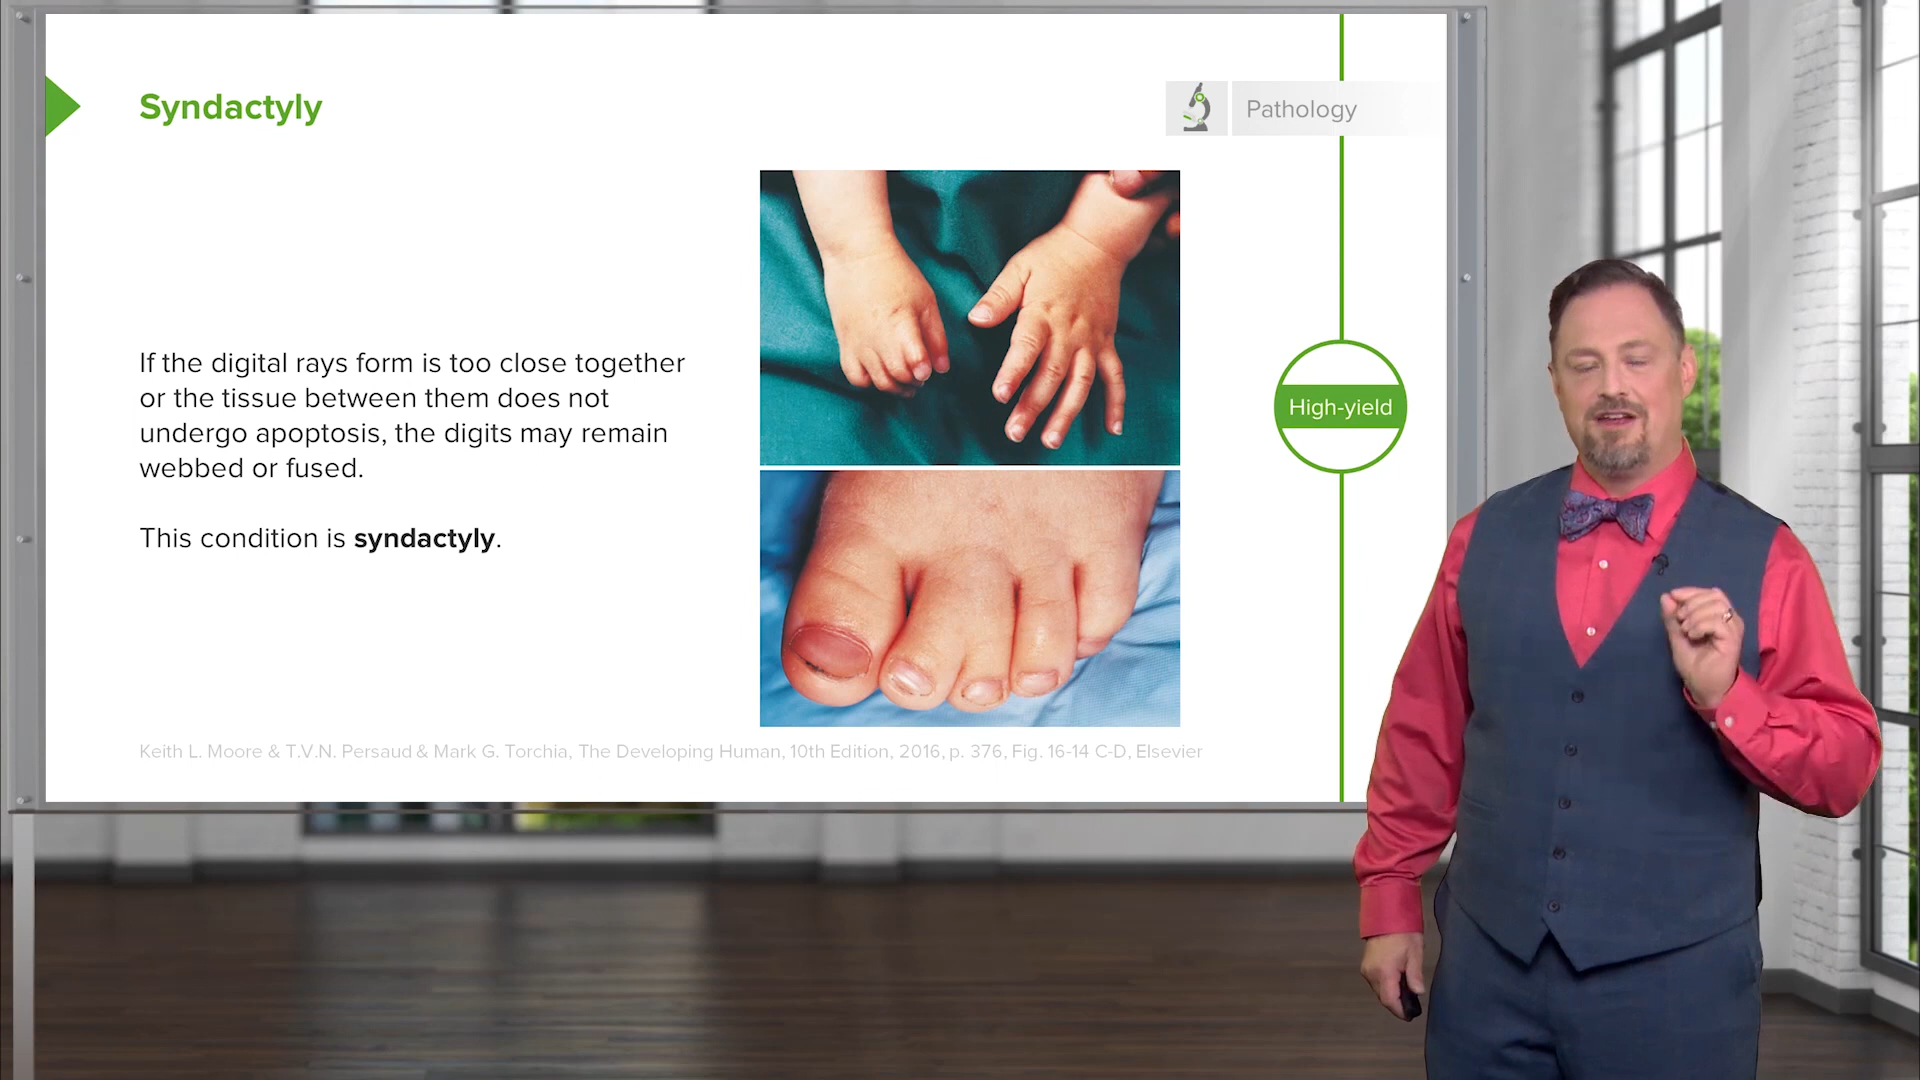 Syndactyly
Pathology
If the digital rays form is too close together
or the tissue between them does not
undergo apoptosis, the digits may remain
webbed or fused.
This condition is syndactyly.
High-yield
Keith L. Moore & T.V.N. Persaud & Mark G. Torchia, The Developing Human, 10th Edition, 2016, p. 376, Fig. 16-14 C-D, Elsevier